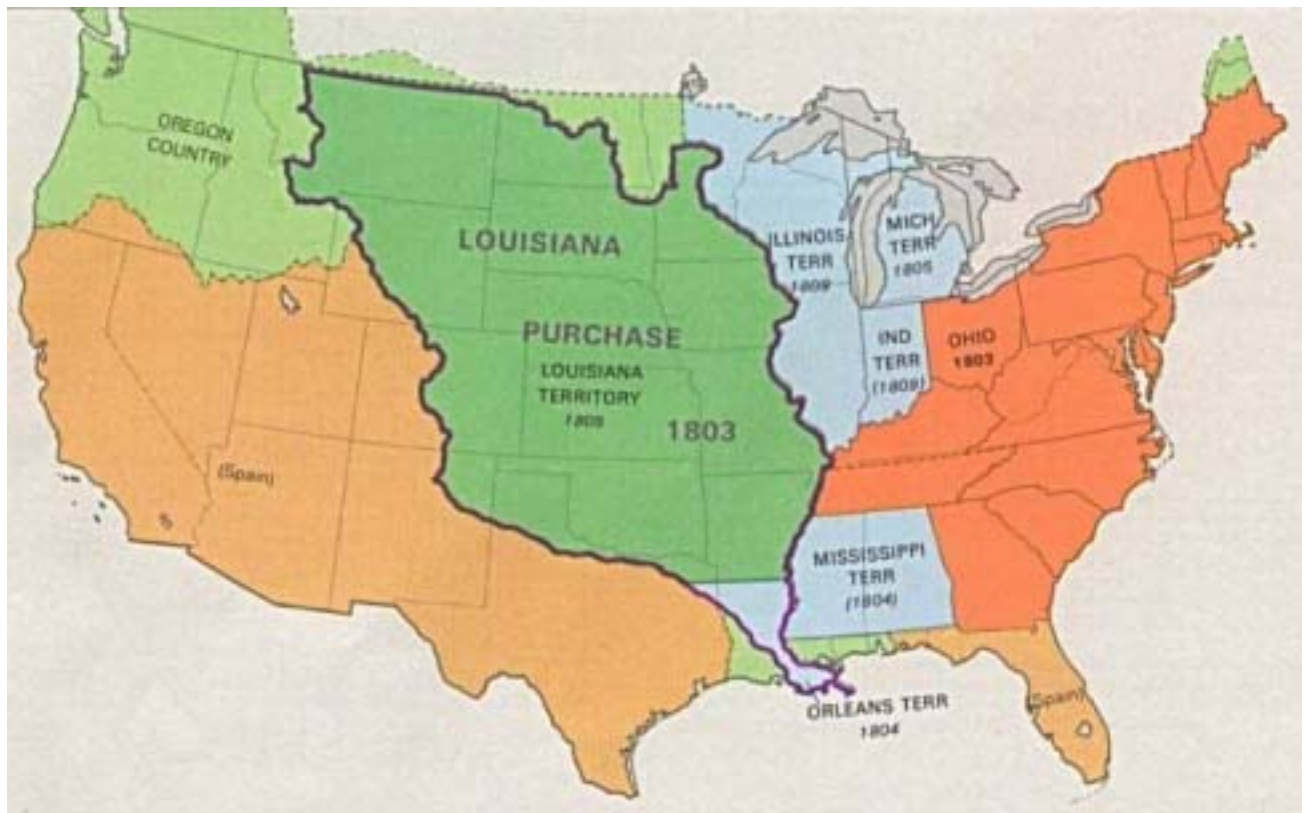 OREGON
COUNTRY
LOUISIANA
PURCHASE
LOUISIANA
TERRITORY
1805
1803
ILLINOIS
TERR
1809
MICH
TERR
1805
IND
TERR
(1809)
OHIO
1803
(Spain)
MISSISSIPPI
TERR
(1804)
ORLEANS TERR
1804
(Spain)